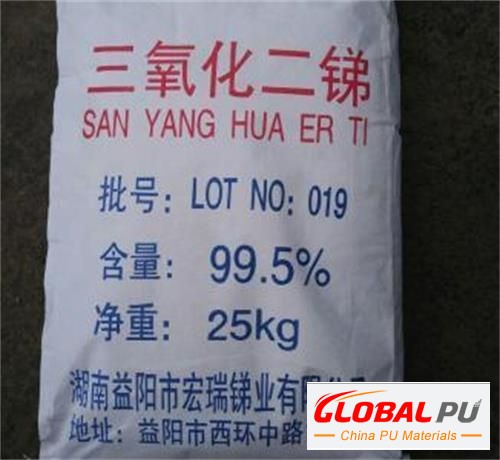 三氧化二锑
SAN YANG HUA ER TI
批号: LOT NO: 019
含量: 99.5%
净重: 25kg
湖南益阳市宏瑞锑业有限
地址: 益阳市西环中路
GLOBAL PU
China PU Materials